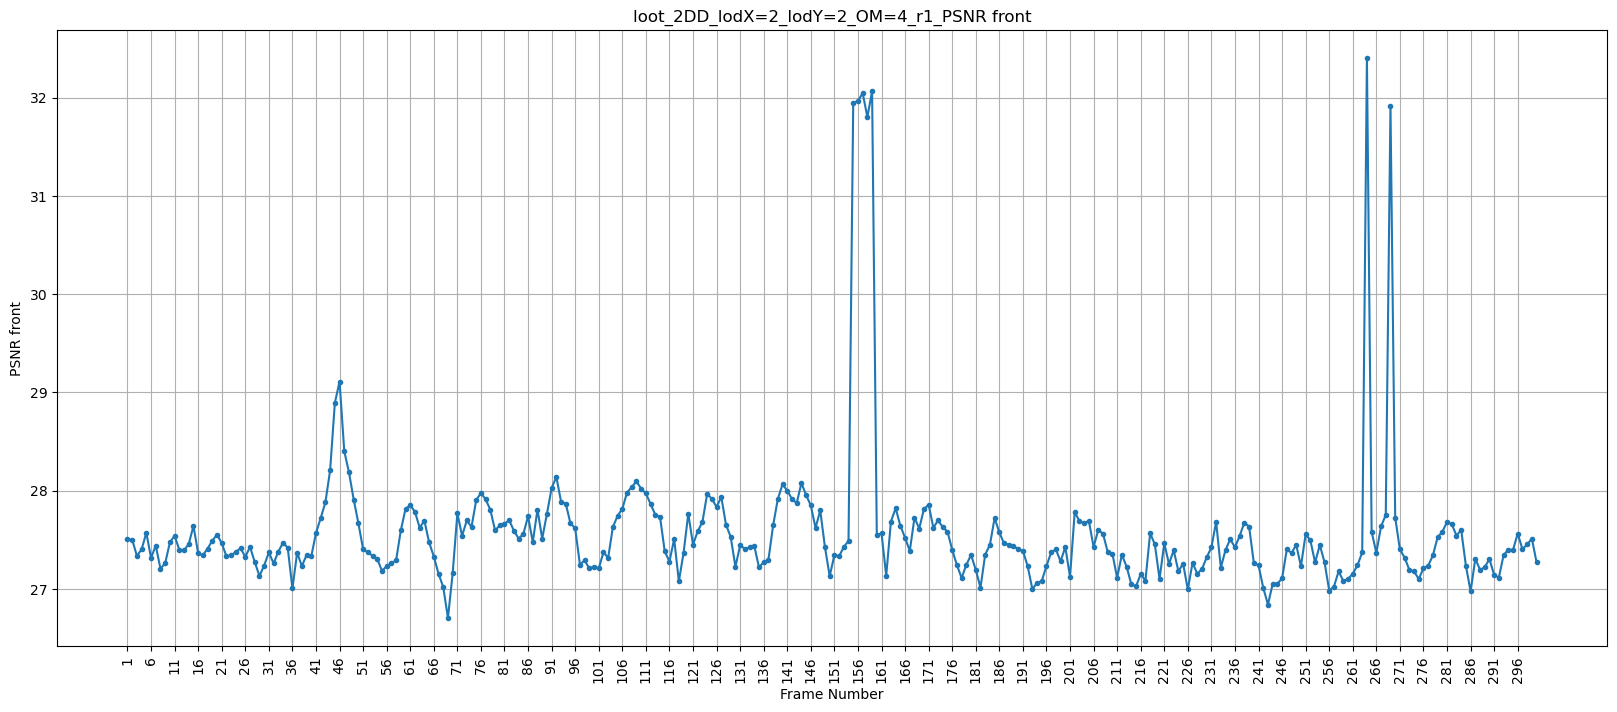 loot_2DD_lodX=2_lodY=2_OM=4_r1_PSNR front
PSNR front
32
31
30
29
28
27
1 6 11 16 21 26 31 36 41 46 51 56 61 66 71 76 81 86 91 96 101 106 111 116 121 126 131 136 141 146 151 156 161 166 171 176 181 186 191 196 201 206 211 216 221 226 231 236 241 246 251 256 261 266 271 276 281 286 291 296
Frame Number